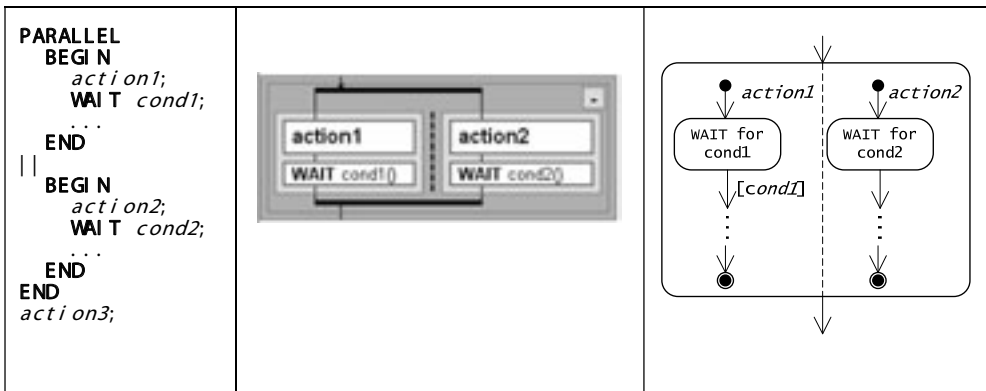 PARALLEL
BEGIN
action1;
WAIT cond1;
...
END
||
BEGIN
action2;
WAIT cond2;
...
END
END
action3;
action1
action2
WAIT cond1()
WAIT cond2()
action1
action2
WAIT for
cond1
WAIT for
cond2
[cond1]